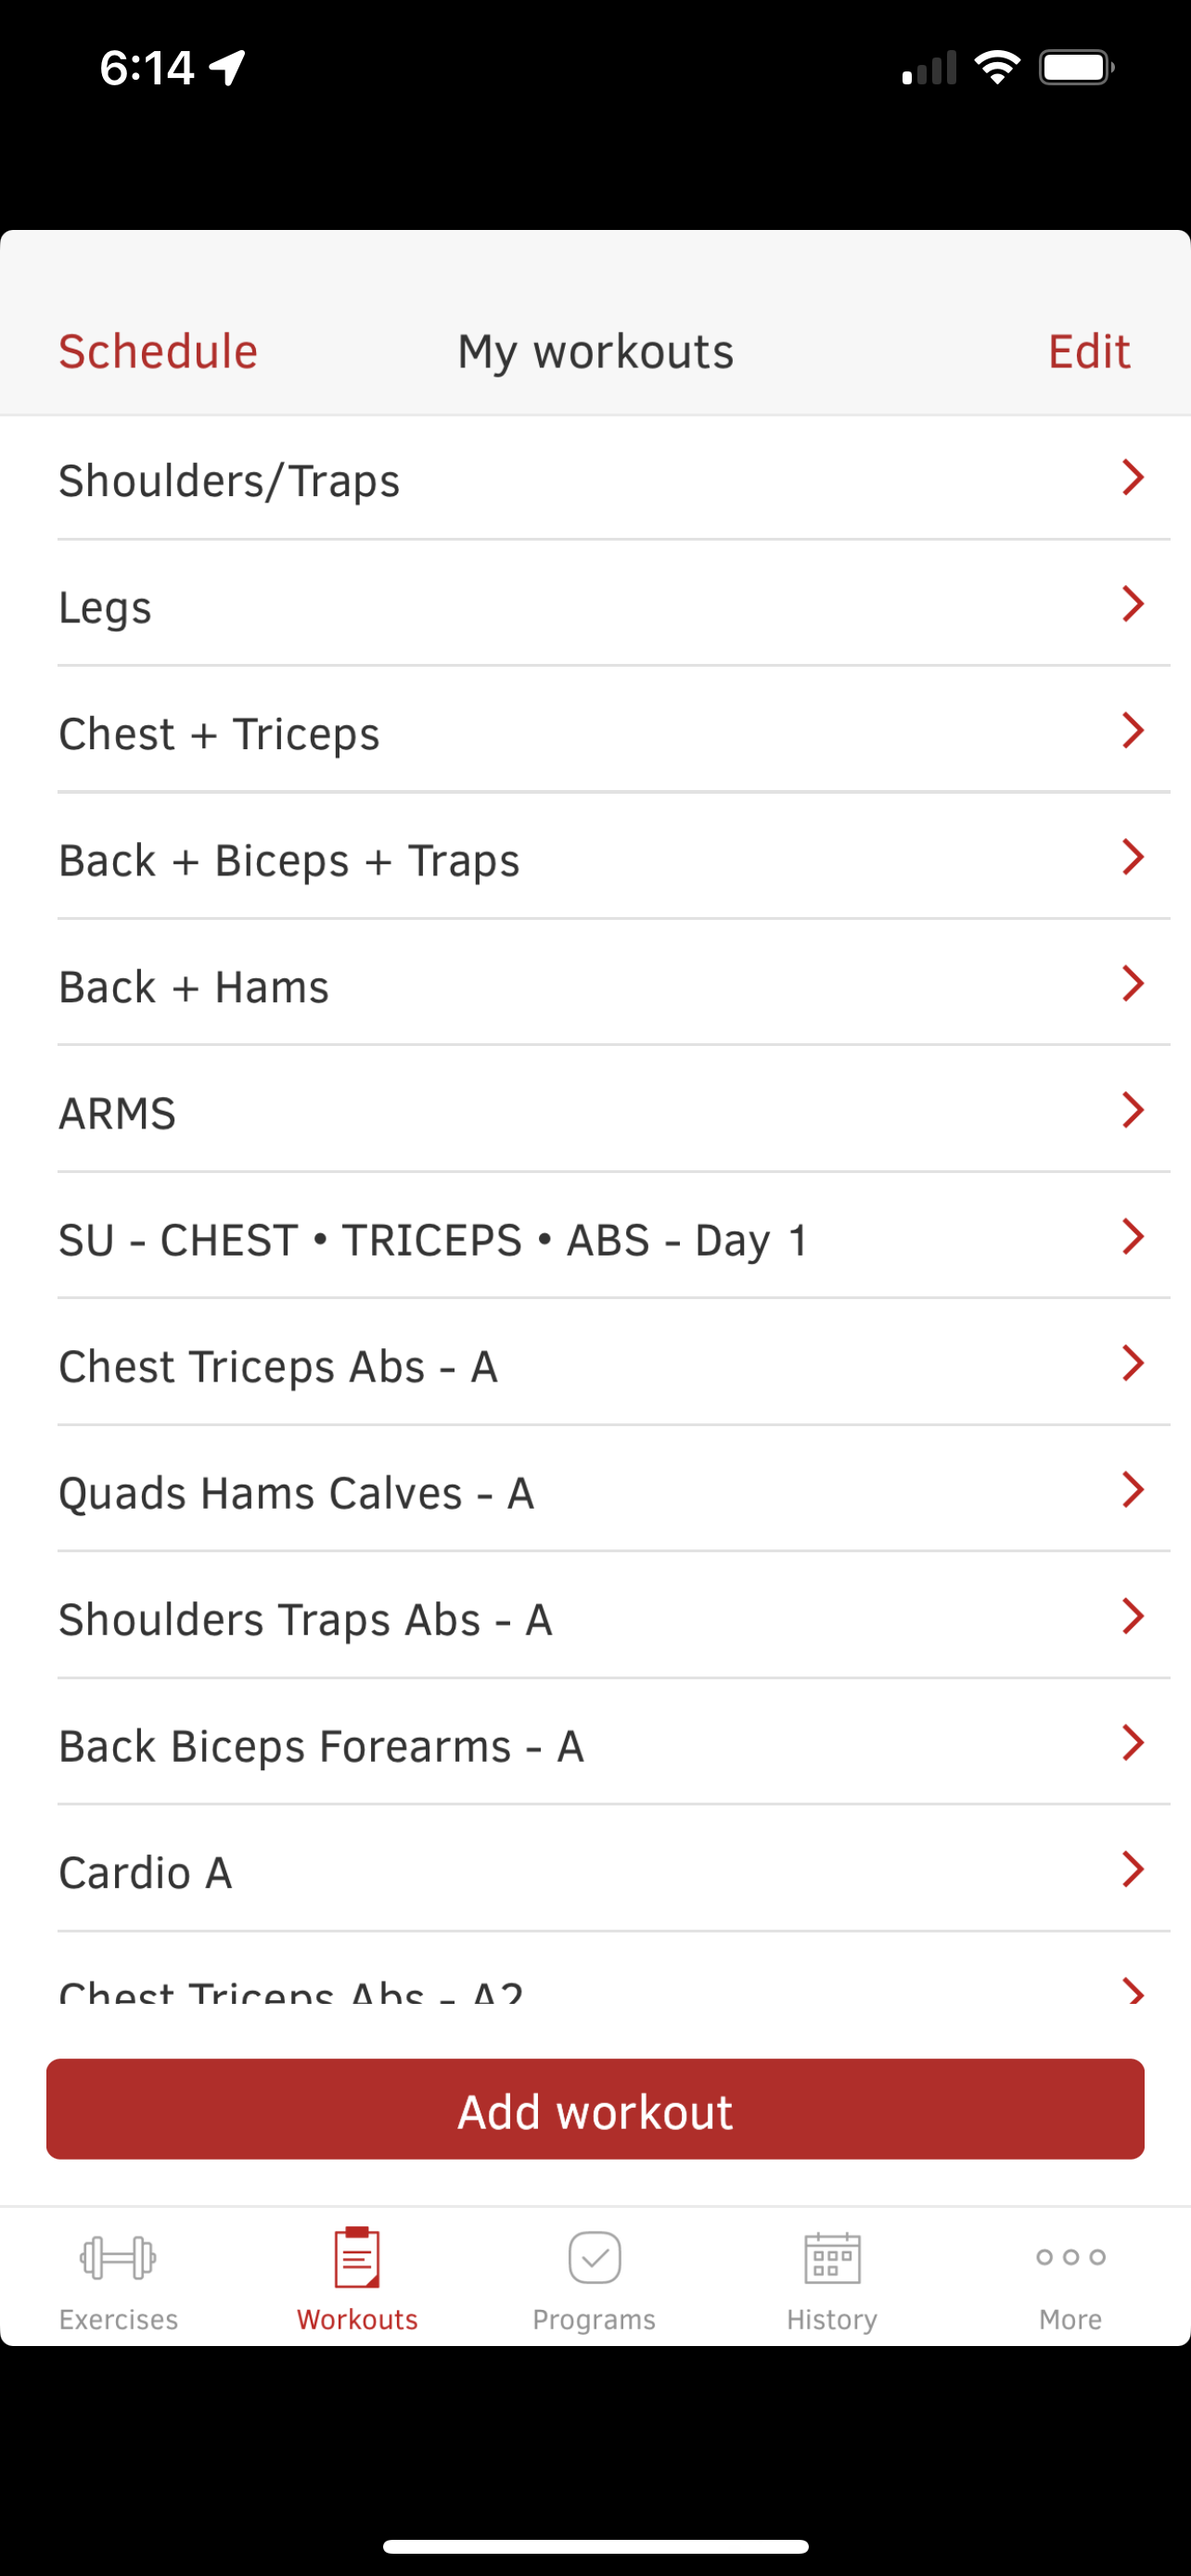 6:14
Schedule My workouts Edit
Shoulders/Traps
Legs
Chest + Triceps
Back + Biceps + Traps
Back + Hams
ARMS
SU - CHEST • TRICEPS • ABS - Day 1
Chest Triceps Abs - A
Quads Hams Calves - A
Shoulders Traps Abs - A
Back Biceps Forearms - A
Cardio A
Chest Triceps Abs - A2
Add workout
Exercises Workouts Programs History More